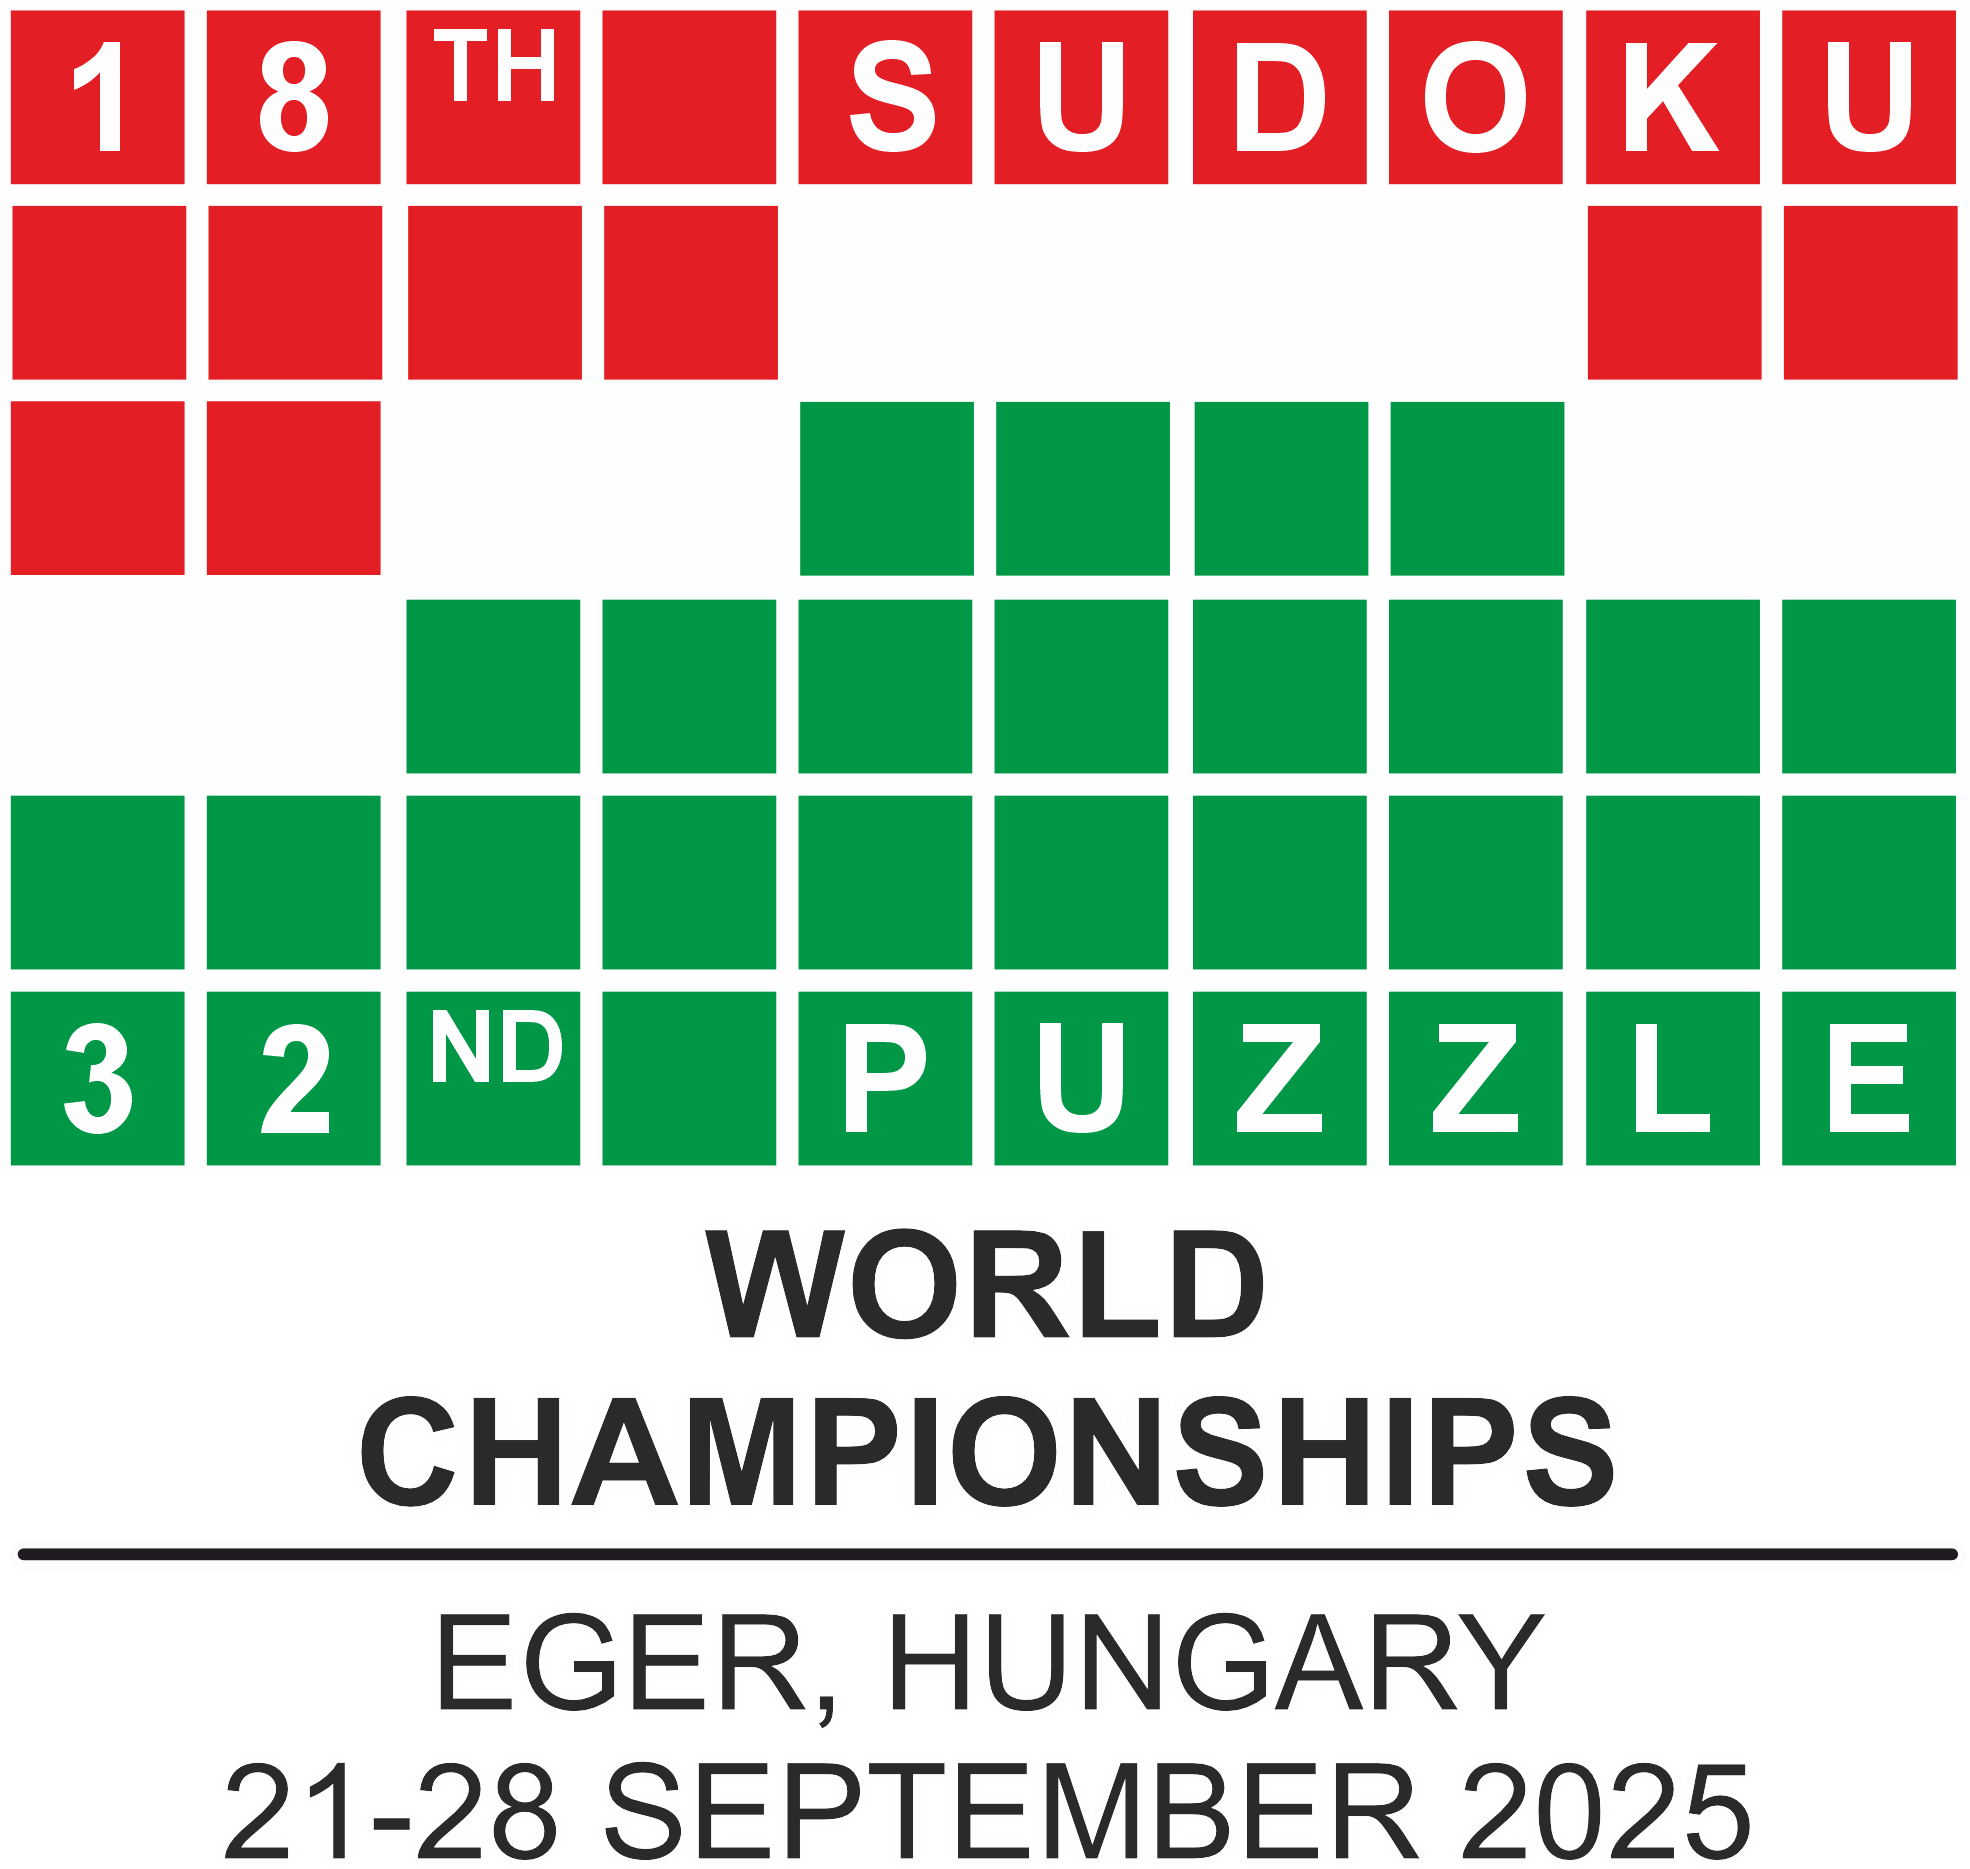 18TH SUDOKU
32ND PUZZLE
WORLD
CHAMPIONSHIPS
EGER, HUNGARY
21-28 SEPTEMBER 2025